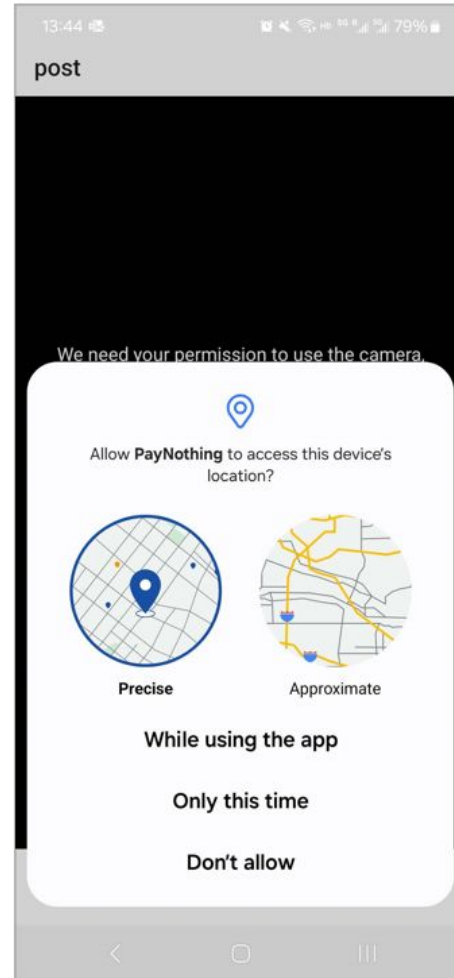 13:44
79%
post
We need your permission to use the camera.
Allow PayNothing to access this device's
location?
Precise
Approximate
While using the app
Only this time
Don't allow